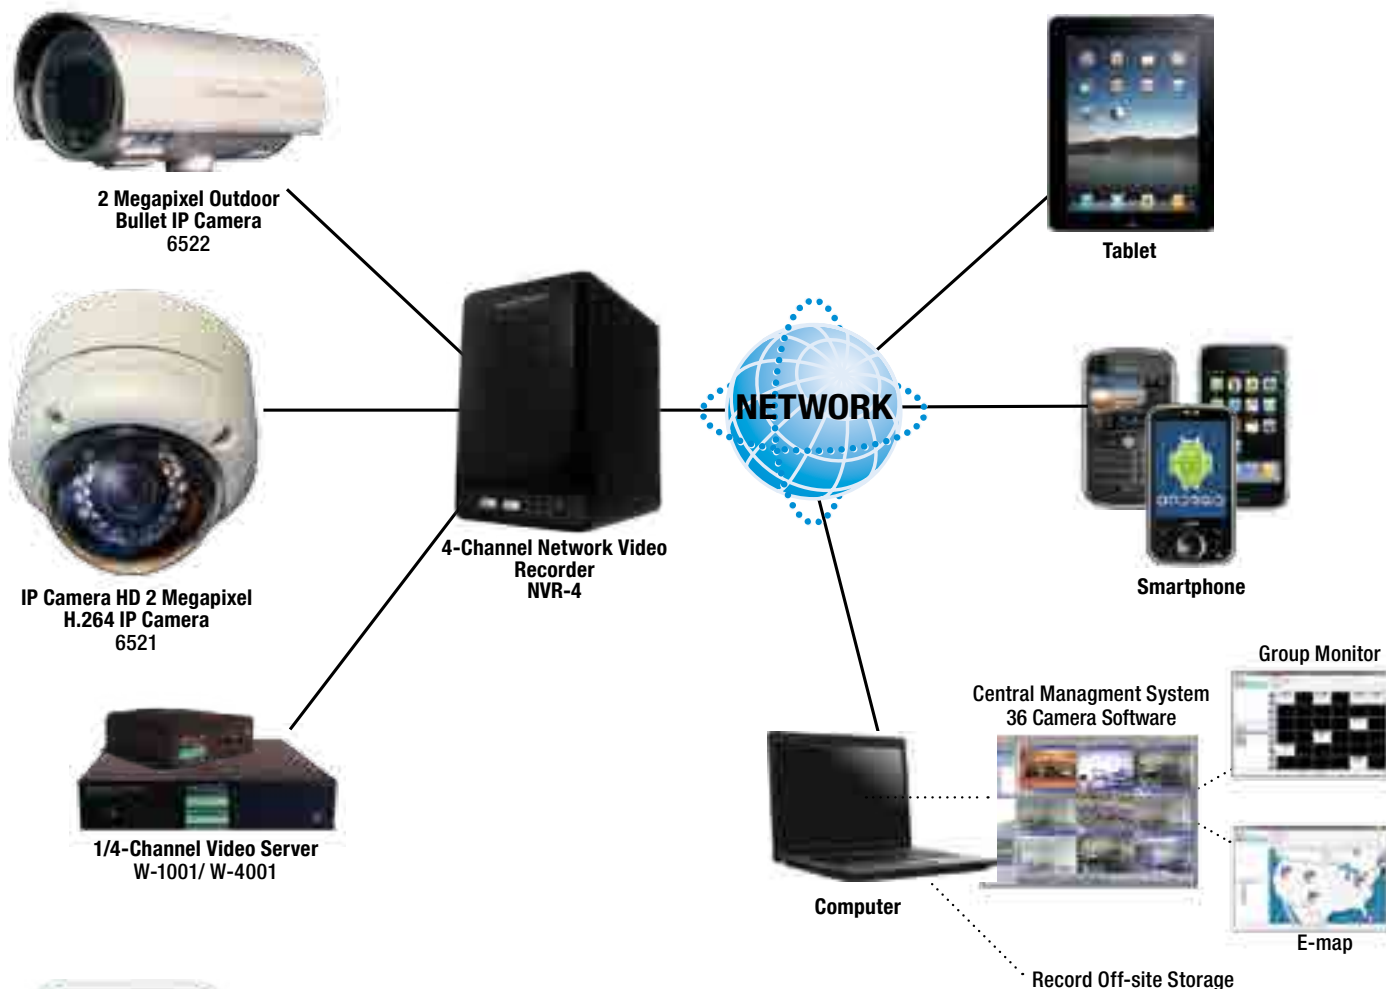 2 Megapixel Outdoor
Bullet IP Camera
6522
Tablet
NETWORK
4-Channel Network Video
Recorder
NVR-4
Smartphone
IP Camera HD 2 Megapixel
H.264 IP Camera
6521
Group Monitor
Central Managment System
36 Camera Software
1/4-Channel Video Server
W-1001/ W-4001
Computer
E-map
Record Off-site Storage